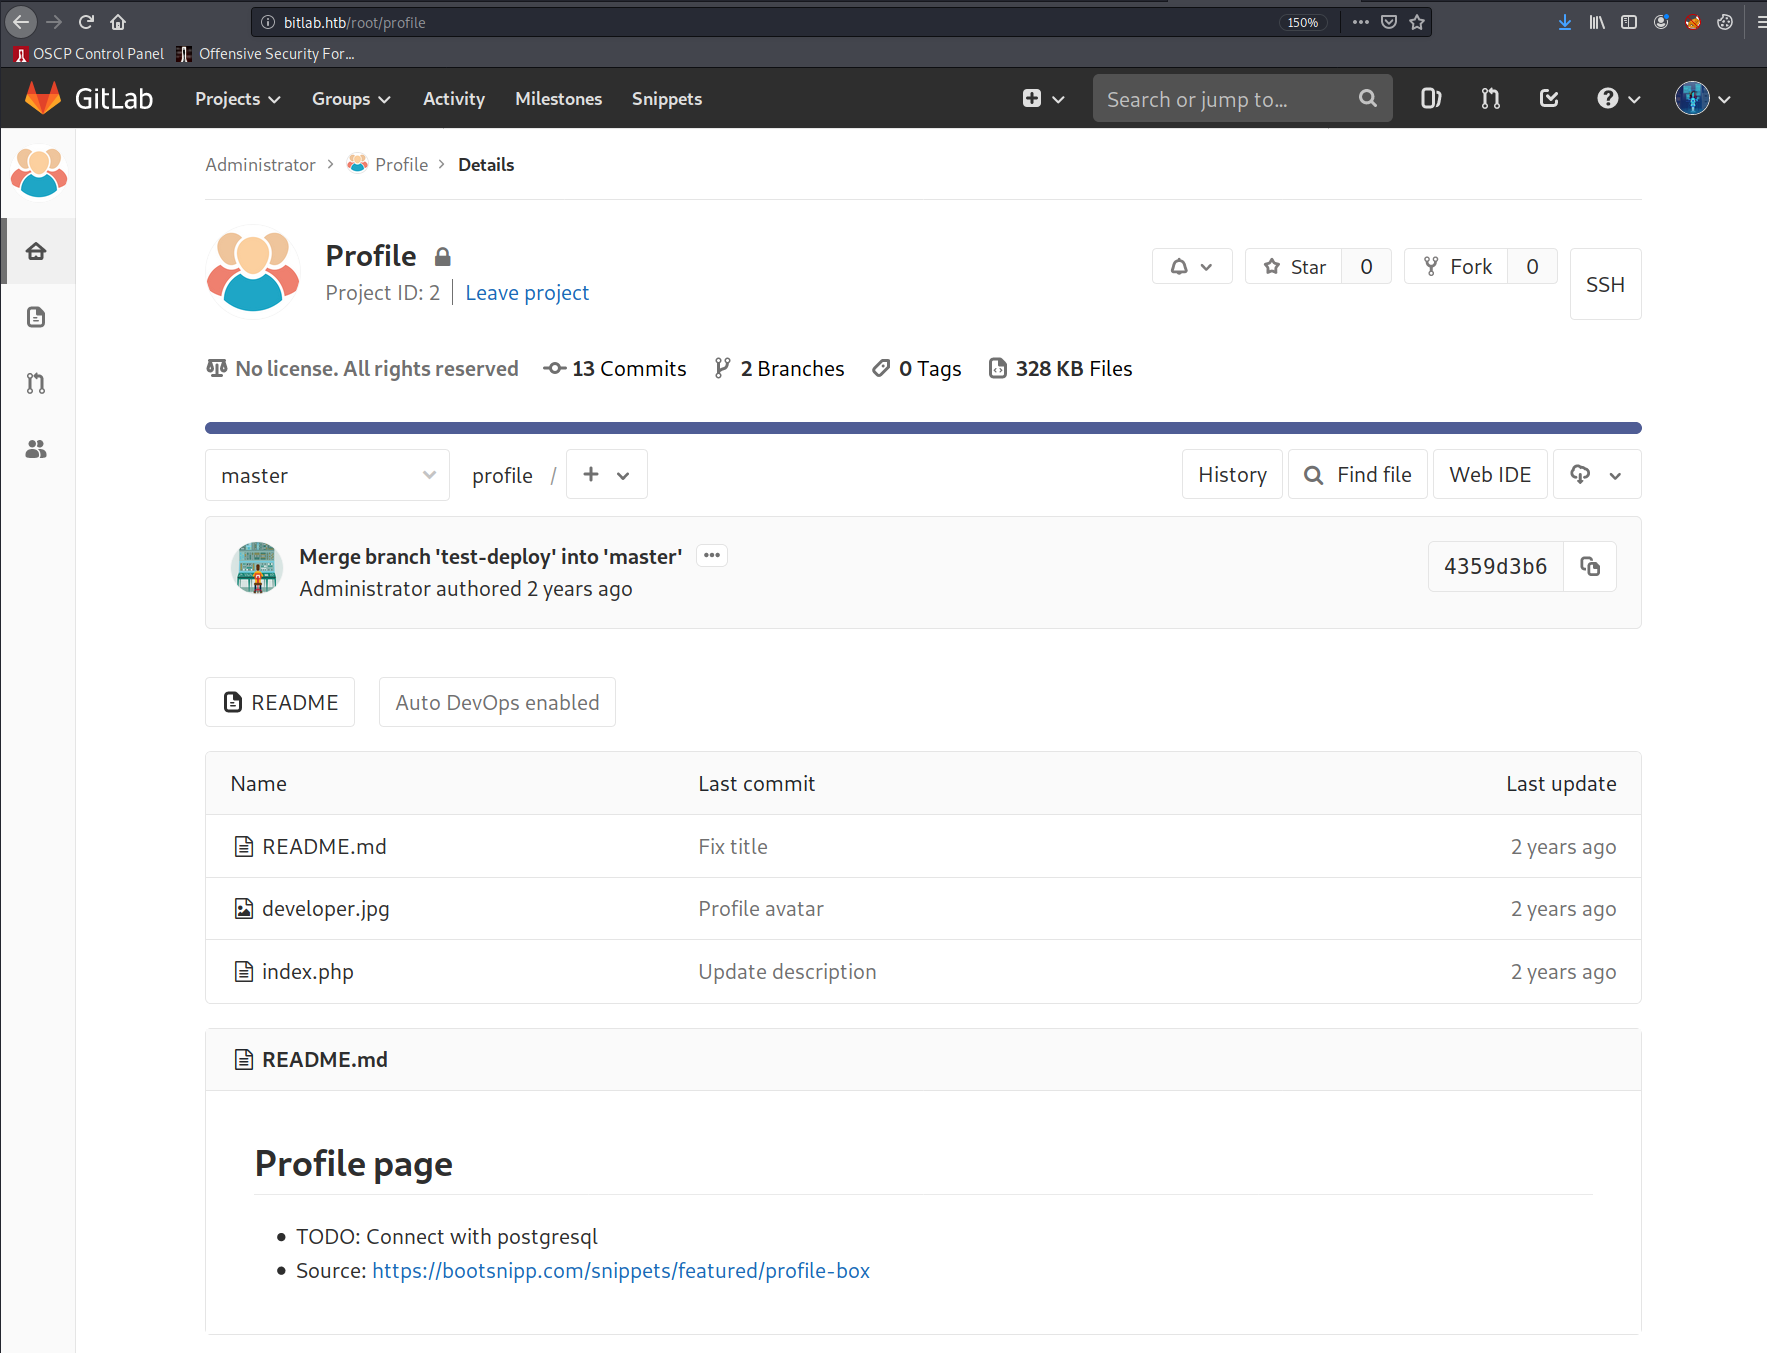 bitlab.htb/root/profile 150%
OSCP Control Panel Offensive Security For...
GitLab Projects Groups Activity Milestones Snippets Search or jump to...
Administrator > Profile > Details
Profile
Project ID: 2 Leave project
Star 0 Fork 0 SSH
No license. All rights reserved 13 Commits 2 Branches 0 Tags 328 KB Files
master profile / + History Find file Web IDE
Merge branch 'test-deploy' into 'master' ...
Administrator authored 2 years ago
4359d3b6
README Auto DevOps enabled
Name Last commit Last update
README.md Fix title 2 years ago
developer.jpg Profile avatar 2 years ago
index.php Update description 2 years ago
README.md
Profile page
• TODO: Connect with postgresql
• Source: https://bootsnipp.com/snippets/featured/profile-box